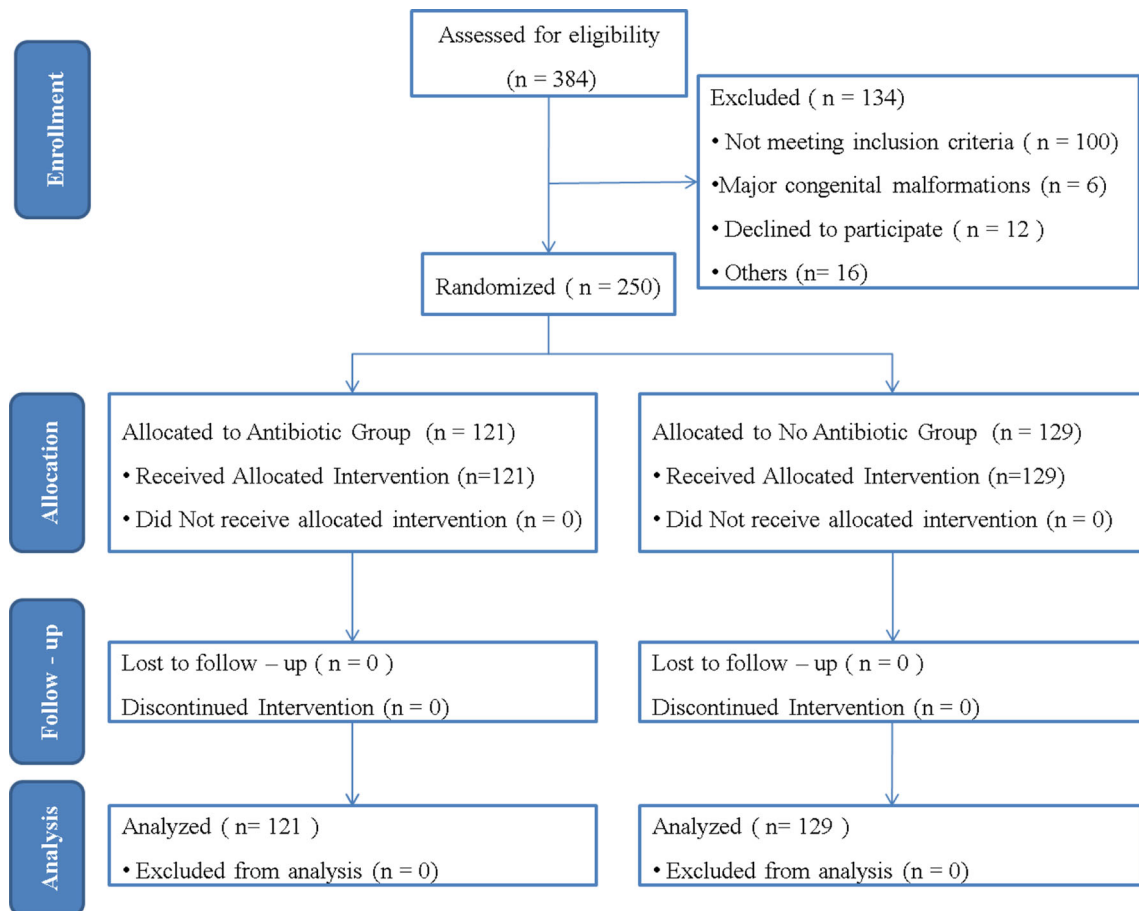 Enrollment
Assessed for eligibility
(n = 384)
Excluded ( n = 134)
• Not meeting inclusion criteria ( n = 100)
•Major congenital malformations (n = 6)
• Declined to participate ( n = 12 )
• Others (n= 16)
Randomized ( n = 250)
Allocation
Allocated to Antibiotic Group (n = 121)
• Received Allocated Intervention (n=121)
• Did Not receive allocated intervention (n = 0)
Allocated to No Antibiotic Group (n = 129)
• Received Allocated Intervention (n=129)
• Did Not receive allocated intervention (n = 0)
Follow - up
Lost to follow – up ( n = 0 )
Discontinued Intervention (n = 0)
Lost to follow – up ( n = 0 )
Discontinued Intervention (n = 0)
Analysis
Analyzed (n= 121 )
• Excluded from analysis (n = 0)
Analyzed ( n= 129 )
• Excluded from analysis (n = 0)